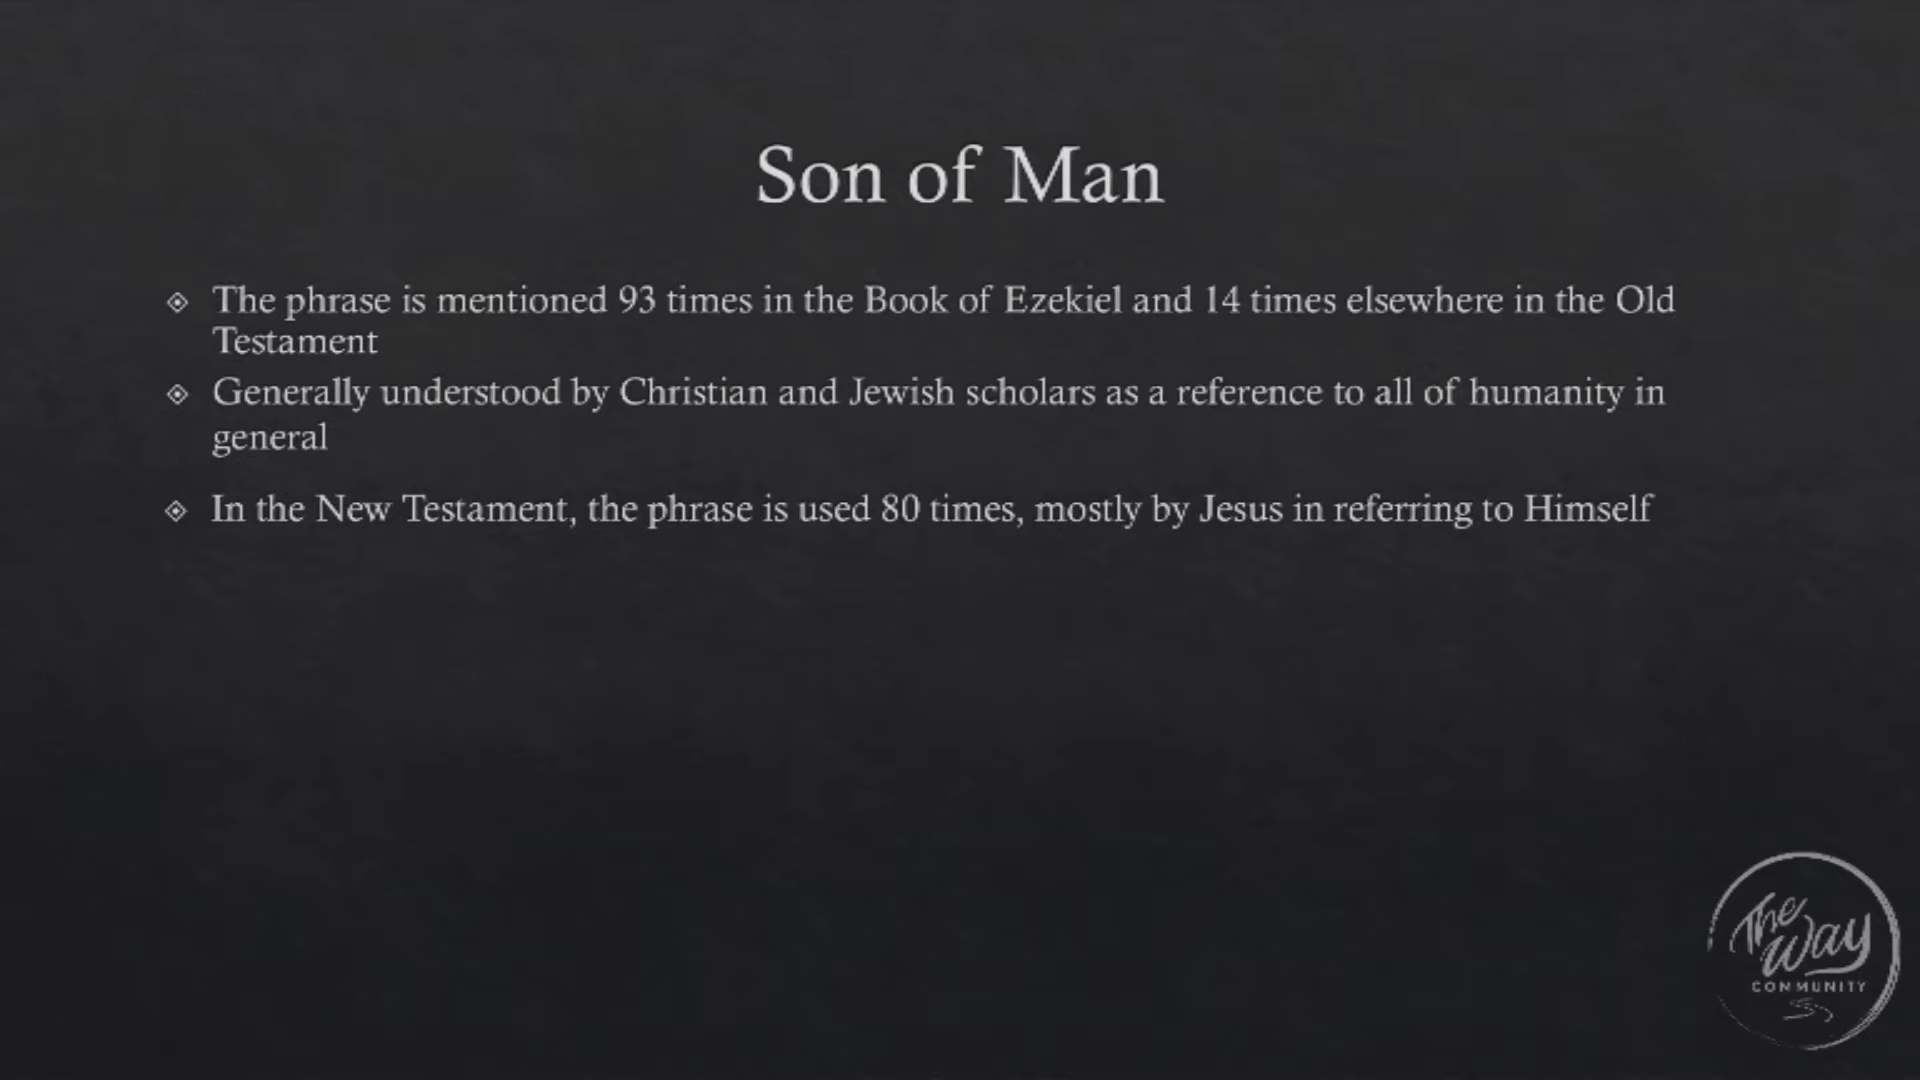 Son of Man
The phrase is mentioned 93 times in the Book of Ezekiel and 14 times elsewhere in the Old
Testament
Generally understood by Christian and Jewish scholars as a reference to all of humanity in
general
In the New Testament, the phrase is used 80 times, mostly by Jesus in referring to Himself
The
Way
COMMUNITY